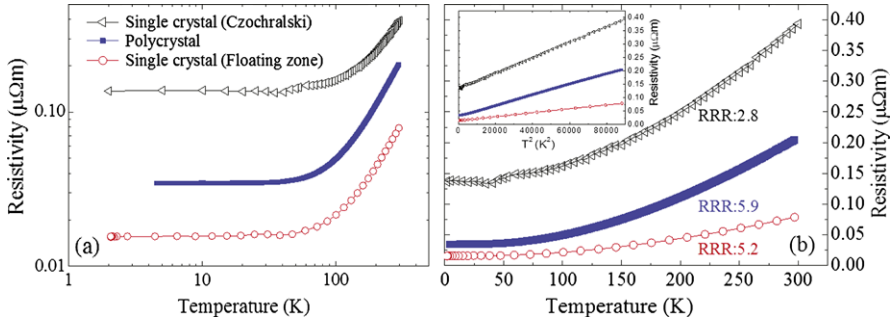 Single crystal (Czochralski)
Polycrystal
Single crystal (Floating zone)
0.10
0.01
Resistivity (μΩm)
(a)
1
10
100
Temperature (K)
0.40
0.35
0.30
0.25
0.20
0.15
0.10
0.05
0.00
Resistivity (μΩm)
0
20000
40000
60000
80000
T² (K²)
RRR:2.8
RRR:5.9
RRR:5.2
(b)
0.40
0.35
0.30
0.25
0.20
0.15
0.10
0.05
0.00
Resistivity (μΩm)
0
50
100
150
200
250
300
Temperature (K)